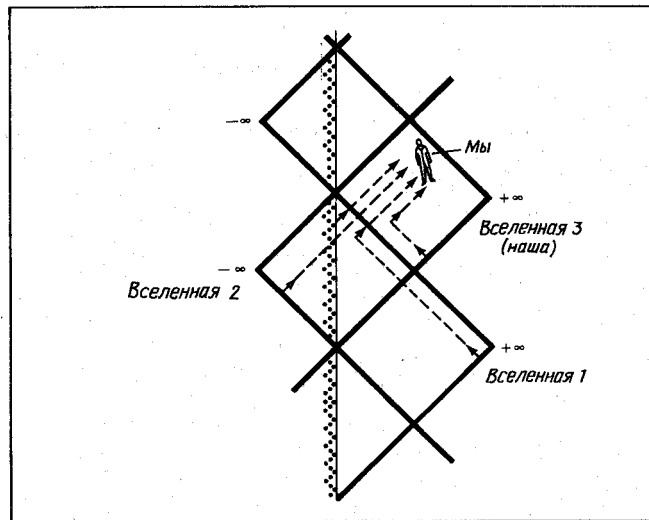 − ∞
Мы
+ ∞
Вселенная 3
(наша)
− ∞
Вселенная 2
+ ∞
Вселенная 1